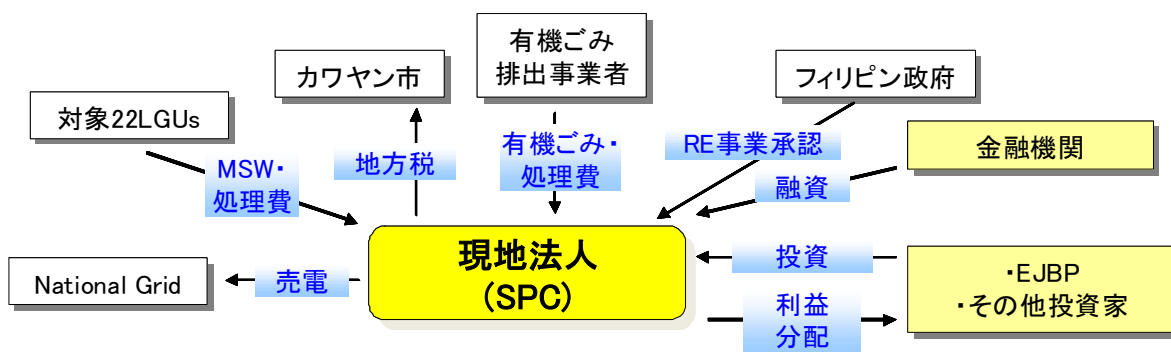 有機ごみ
排出事業者
カワヤン市
フィリピン政府
対象22LGUs
金融機関
MSW・
処理費
地方税
有機ごみ・
処理費
RE事業承認
融資
現地法人
(SPC)
National Grid
売電
投資
利益
分配
・EJBP
・その他投資家